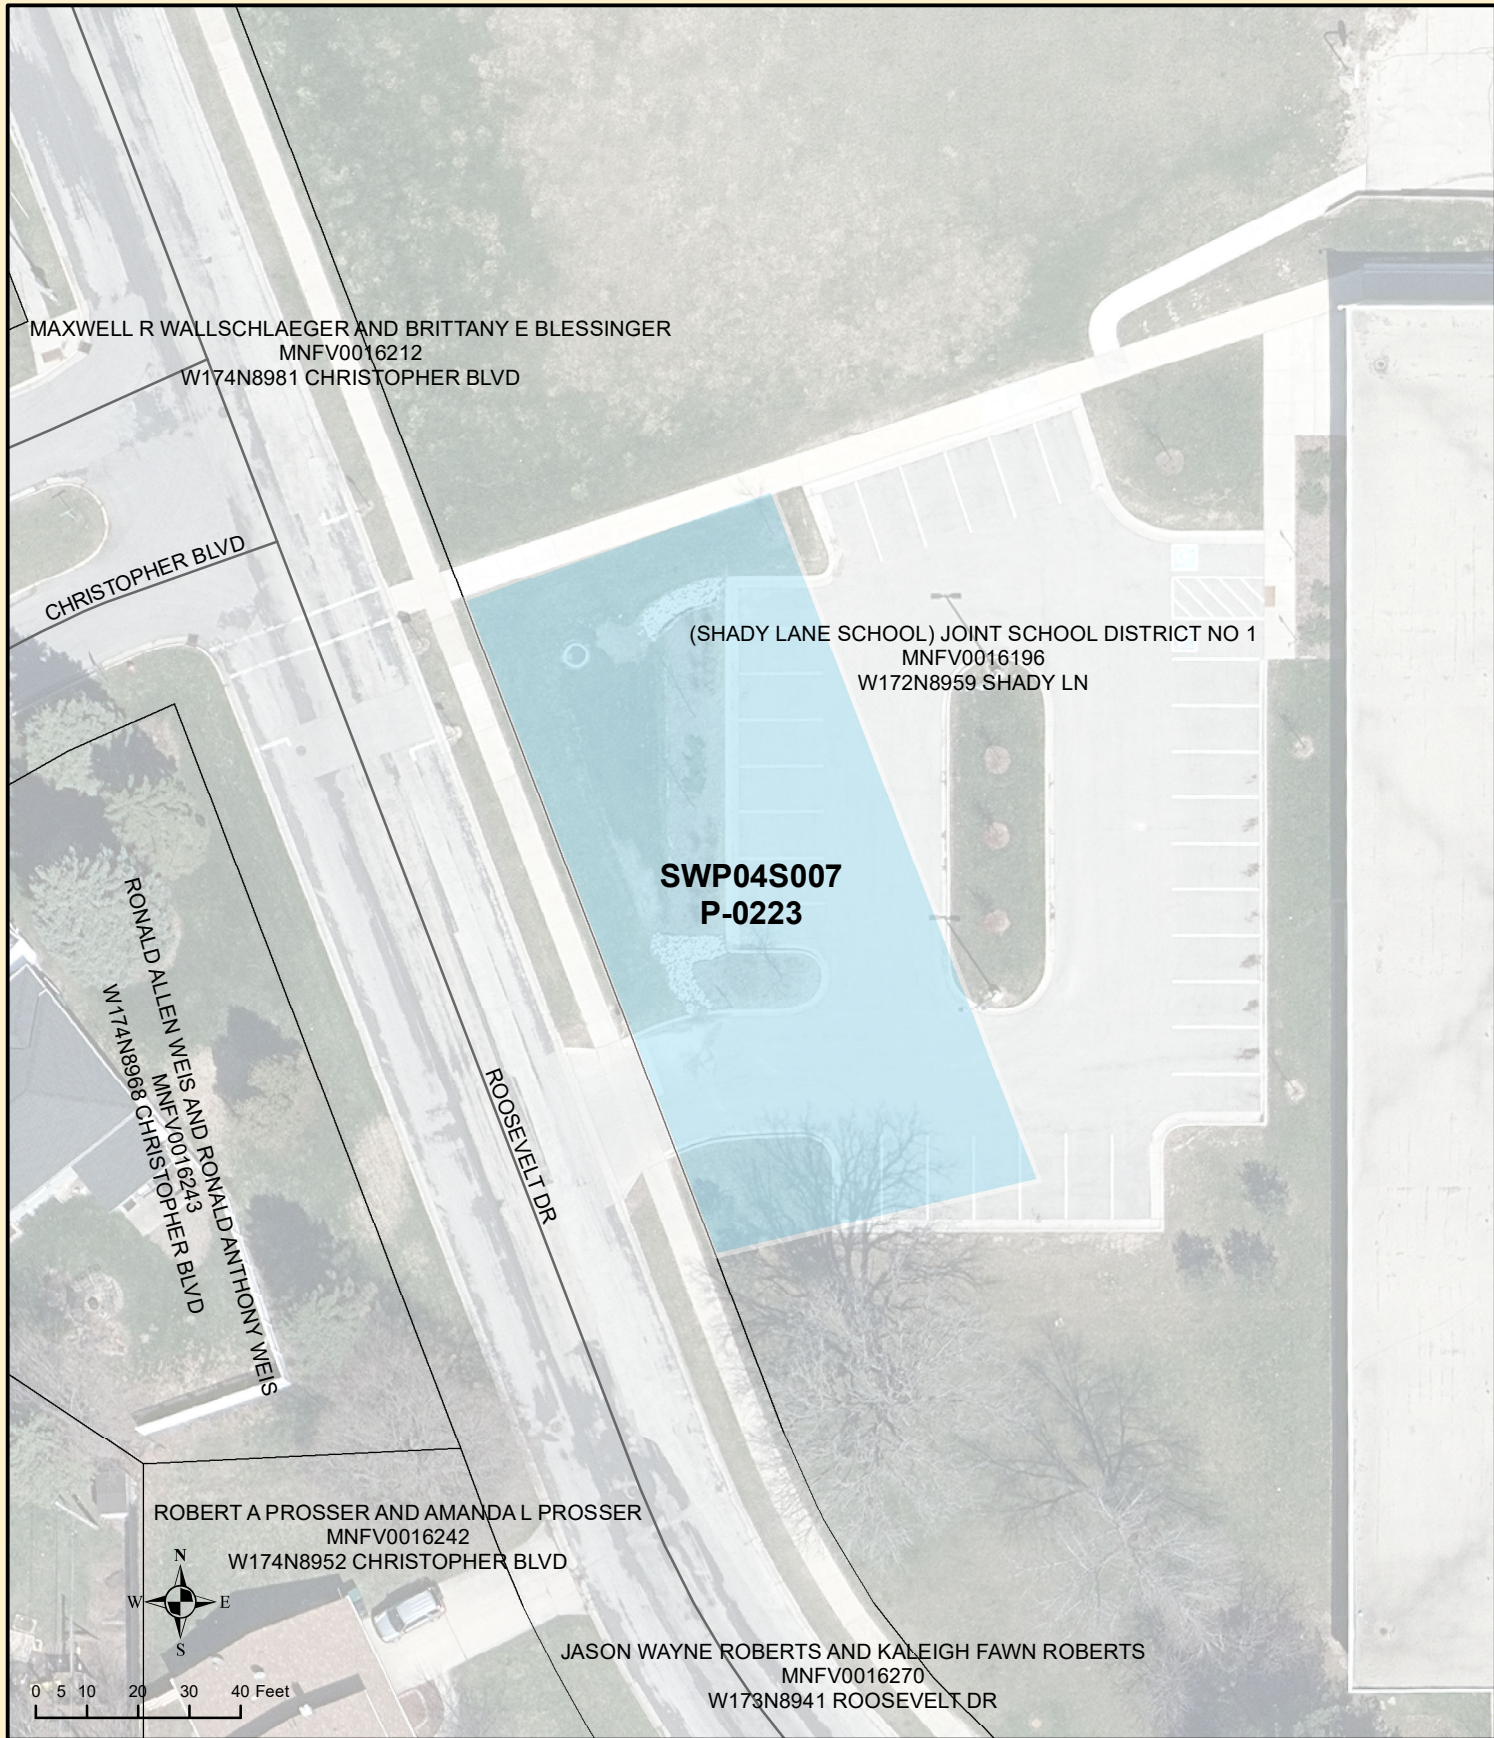 MAXWELL R WALLSCHLAEGER AND BRITTANY E BLESSINGER
MNFV0016212
W174N8981 CHRISTOPHER BLVD
CHRISTOPHER BLVD
(SHADY LANE SCHOOL) JOINT SCHOOL DISTRICT NO 1
MNFV0016196
W172N8959 SHADY LN
SWP04S007
P-0223
RONALD ALLEN WEIS AND RONALD ANTHONY WEIS
MNFV0016243
W174N8968 CHRISTOPHER BLVD
ROOSEVELT DR
ROBERT A PROSSER AND AMANDA L PROSSER
MNFV0016242
W174N8952 CHRISTOPHER BLVD
N
W E
S
JASON WAYNE ROBERTS AND KALEIGH FAWN ROBERTS
MNFV0016270
W173N8941 ROOSEVELT DR
0 5 10 20 30 40 Feet